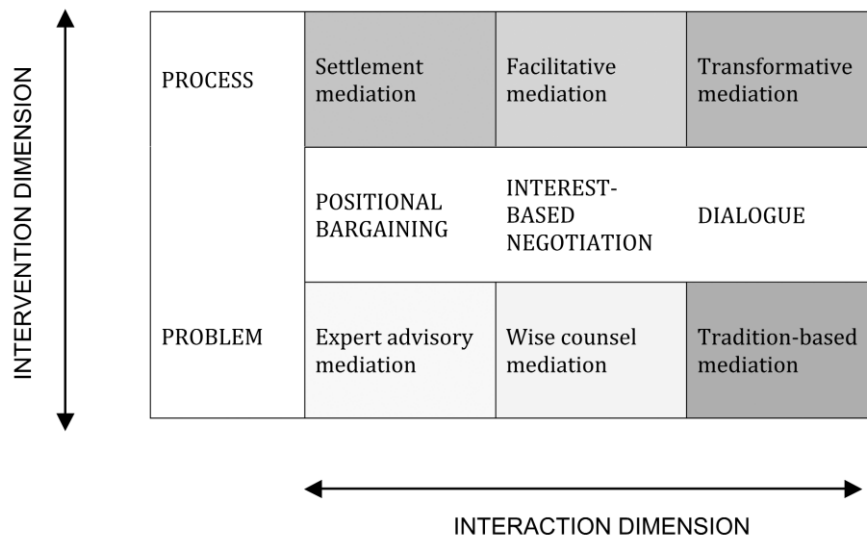 INTERVENTION DIMENSION
PROCESS
Settlement
mediation
Facilitative
mediation
Transformative
mediation
POSITIONAL
BARGAINING
INTEREST-
BASED
NEGOTIATION
DIALOGUE
PROBLEM
Expert advisory
mediation
Wise counsel
mediation
Tradition-based
mediation
INTERACTION DIMENSION